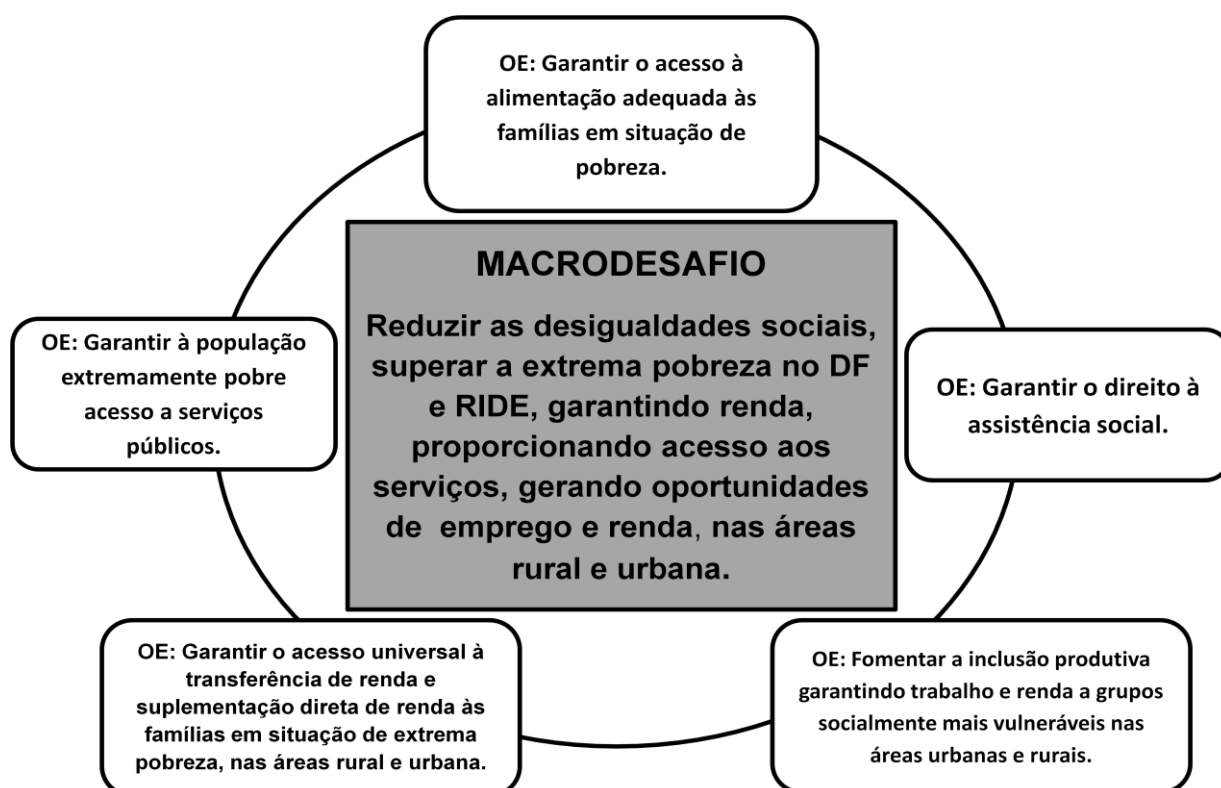 OE: Garantir o acesso à
alimentação adequada às
famílias em situação de
pobreza.
MACRODESAFIO
Reduzir as desigualdades sociais,
superar a extrema pobreza no DF
e RIDE, garantindo renda,
proporcionando acesso aos
serviços, gerando oportunidades
de emprego e renda, nas áreas
rural e urbana.
OE: Garantir à população
extremamente pobre
acesso a serviços
públicos.
OE: Garantir o direito à
assistência social.
OE: Garantir o acesso universal à
transferência de renda e
suplementação direta de renda às
famílias em situação de extrema
pobreza, nas áreas rural e urbana.
OE: Fomentar a inclusão produtiva
garantindo trabalho e renda a grupos
socialmente mais vulneráveis nas
áreas urbanas e rurais.